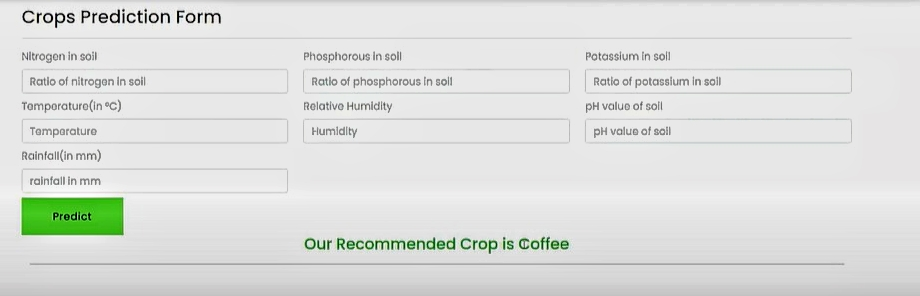 Crops Prediction Form
Nitrogen in soil Phosphorous in soil Potassium in soil
Ratio of nitrogen in soil Ratio of phosphorous in soil Ratio of potassium in soil
Temperature(in °C) Relative Humidity pH value of soil
Temperature Humidity pH value of soil
Rainfall(in mm)
rainfall in mm
Predict
Our Recommended Crop is Coffee